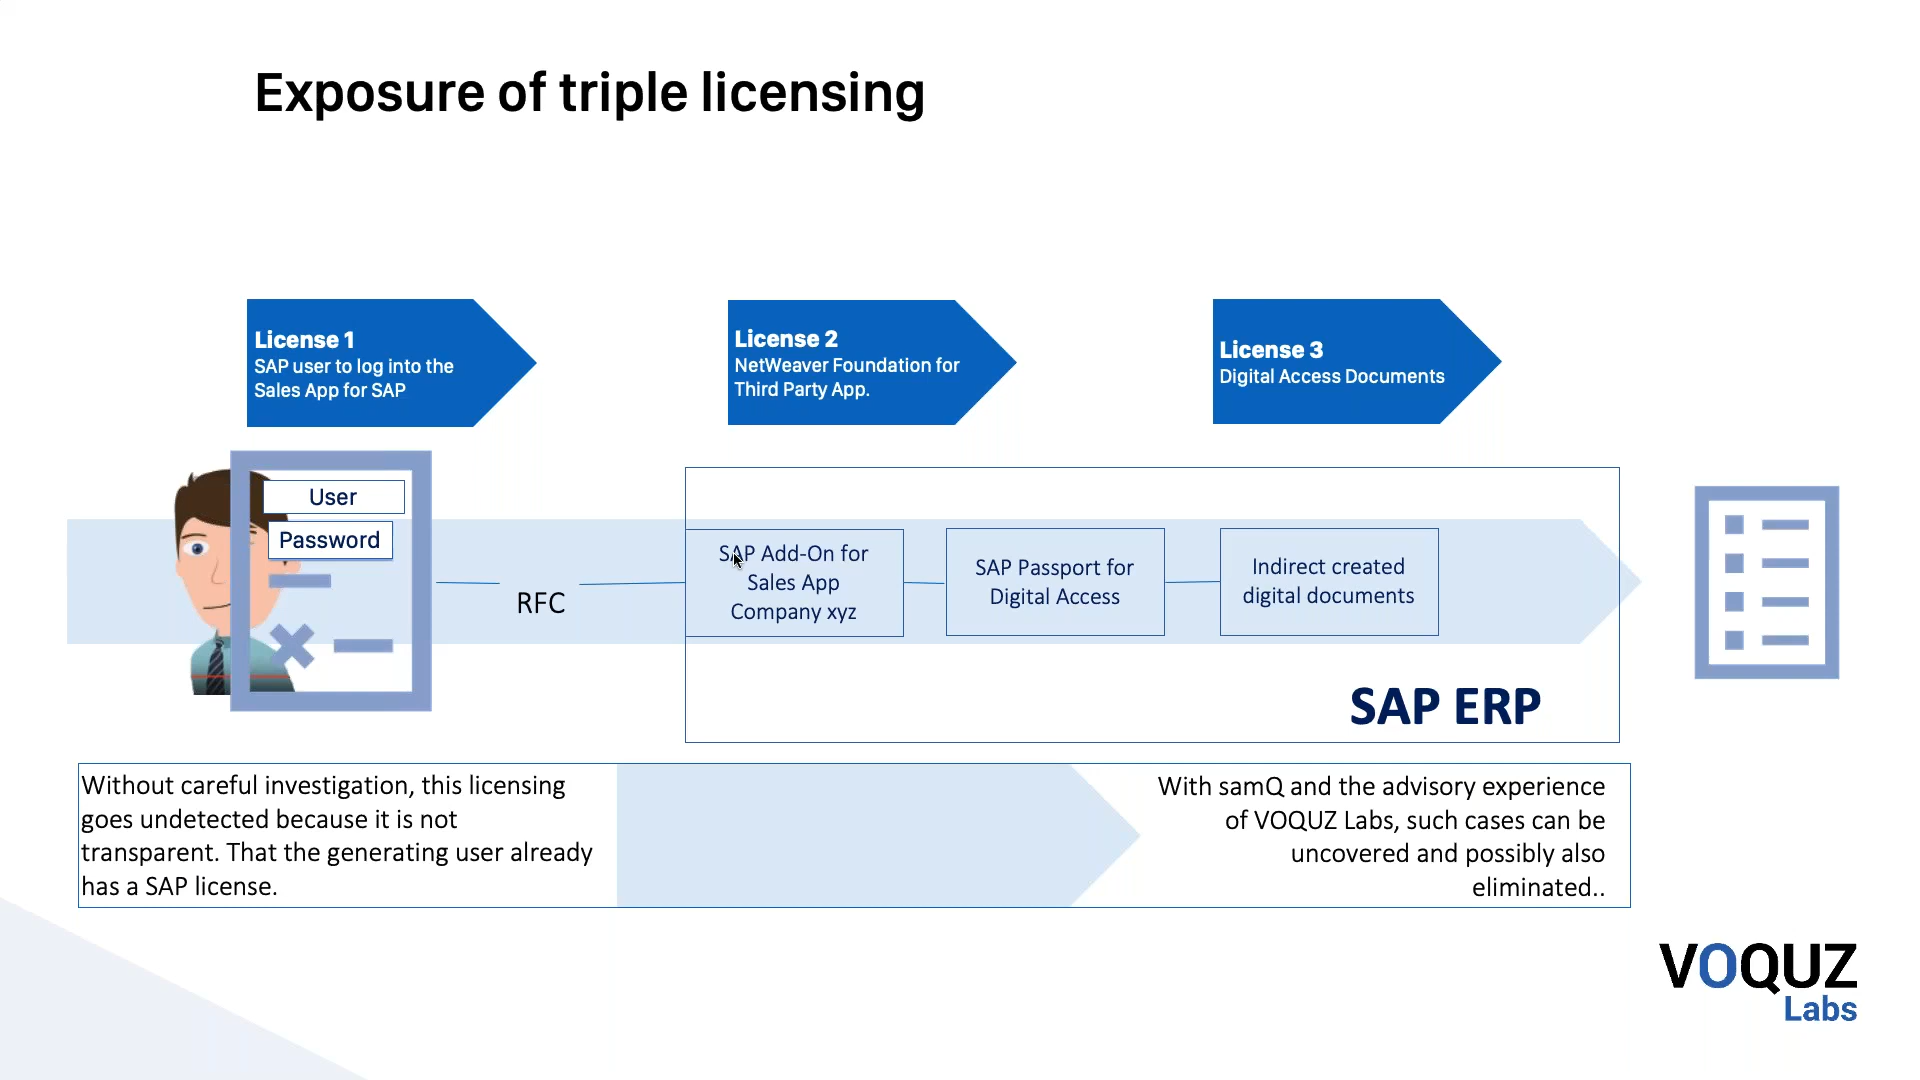 Exposure of triple licensing
License 1
SAP user to log into the
Sales App for SAP
License 2
NetWeaver Foundation for
Third Party App.
License 3
Digital Access Documents
User
Password
RFC
SAP Add-On for
Sales App
Company xyz
SAP Passport for
Digital Access
Indirect created
digital documents
SAP ERP
Without careful investigation, this licensing
goes undetected because it is not
transparent. That the generating user already
has a SAP license.
With samQ and the advisory experience
of VOQUZ Labs, such cases can be
uncovered and possibly also
eliminated..
VOQUZ
Labs